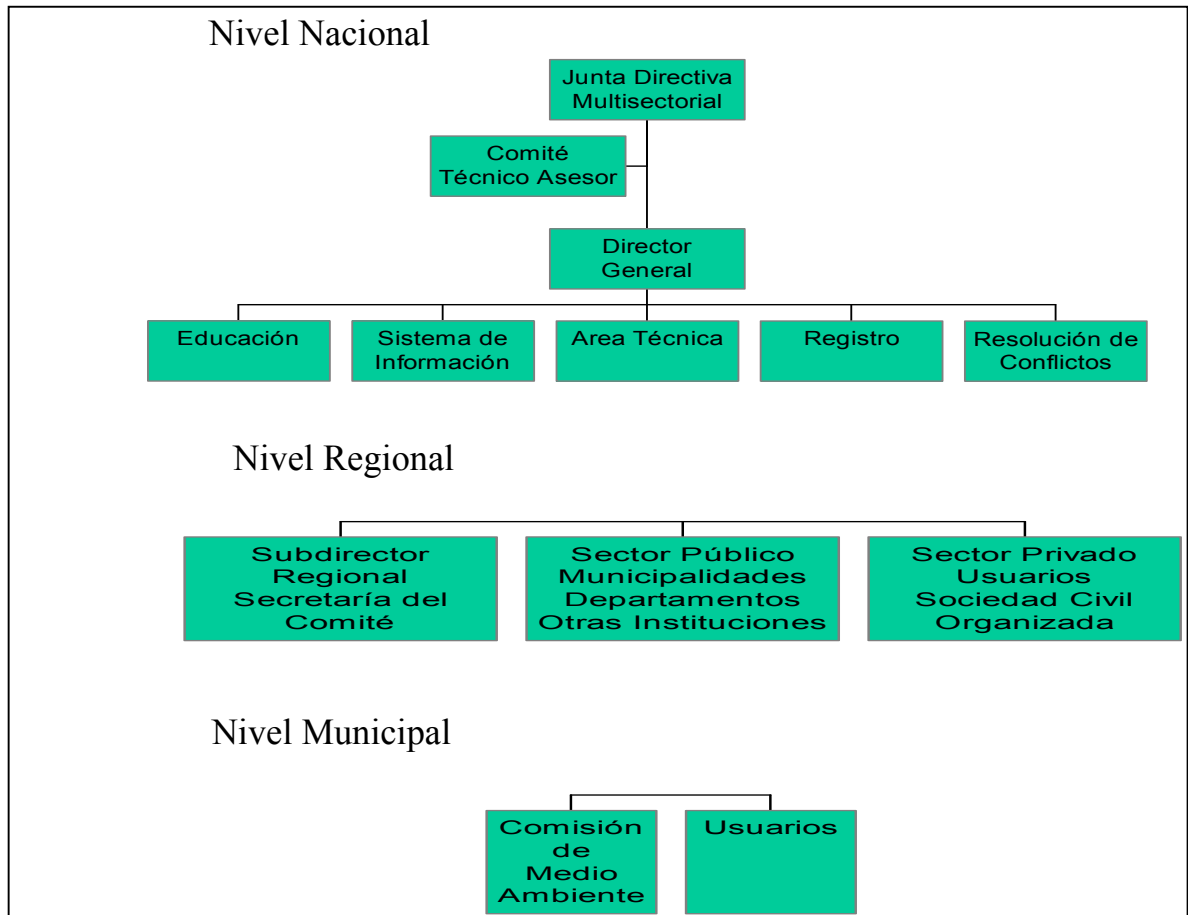 Nivel Nacional
Junta Directiva
Multisectorial
Comité
Técnico Asesor
Director
General
Educación
Sistema de
Información
Area Técnica
Registro
Resolución de
Conflictos
Nivel Regional
Subdirector
Regional
Secretaría del
Comité
Sector Público
Municipalidades
Departamentos
Otras Instituciones
Sector Privado
Usuarios
Sociedad Civil
Organizada
Nivel Municipal
Comisión
de
Medio
Ambiente
Usuarios